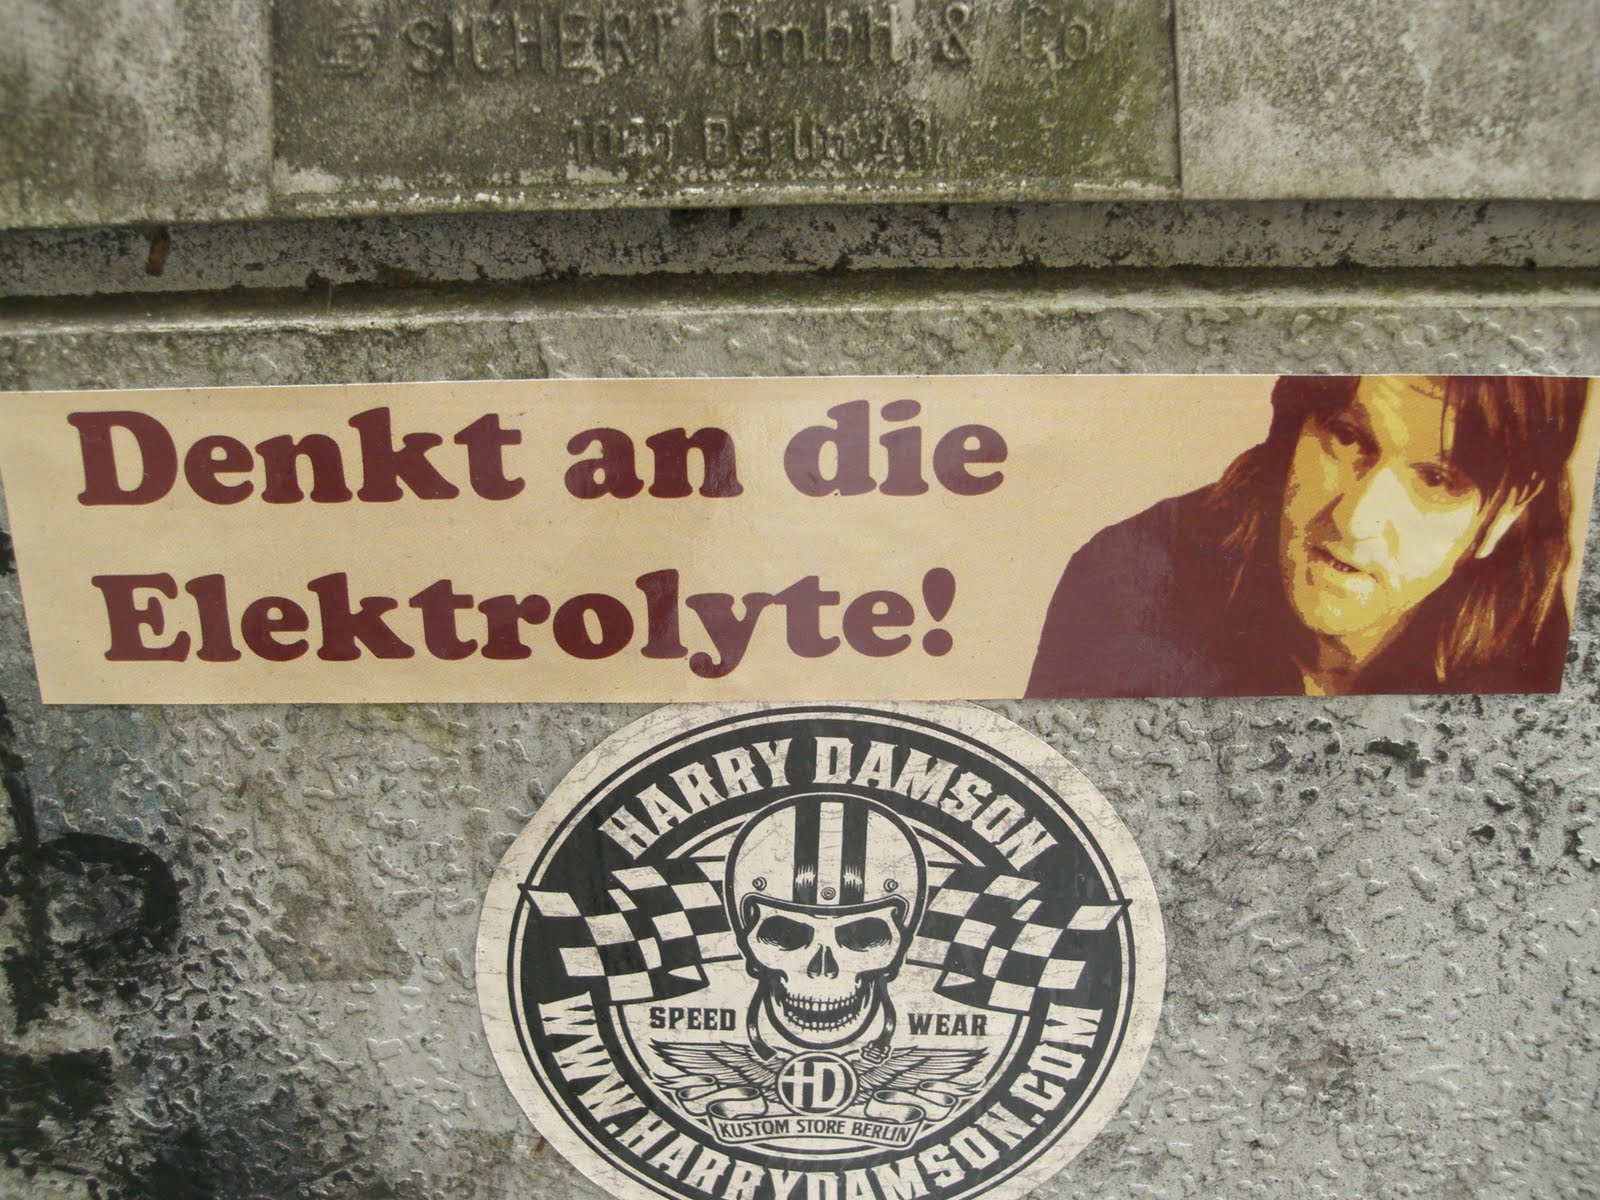 SICHERT GmbH & Co
Berlin
Denkt an die
Elektrolyte!
HARRY DAMSON
SPEED WEAR
HD
KUSTOM STORE BERLIN
WWW.HARRYDAMSON.COM